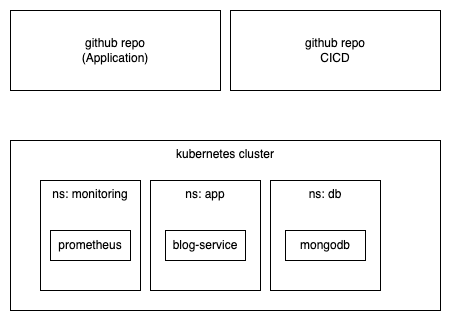 github repo
(Application)
github repo
CICD
kubernetes cluster
ns: monitoring
ns: app
ns: db
prometheus
blog-service
mongodb